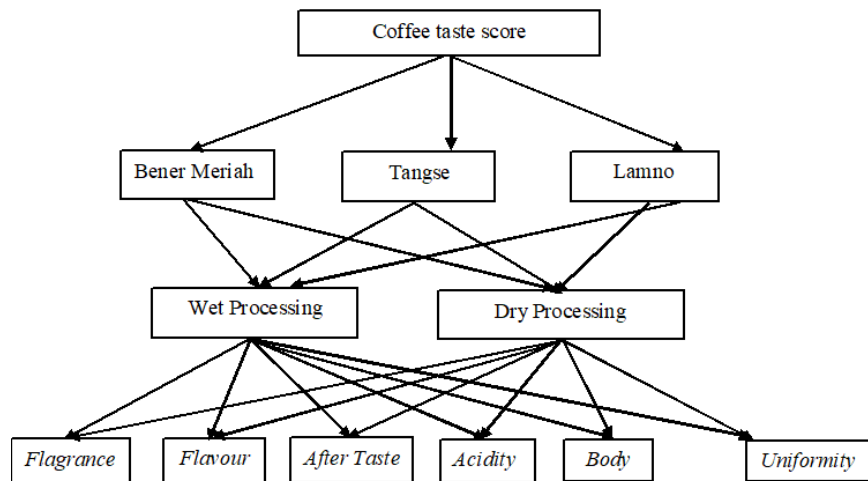 Coffee taste score
Bener Meriah
Tangse
Lamno
Wet Processing
Dry Processing
Flagrance
Flavour
After Taste
Acidity
Body
Uniformity